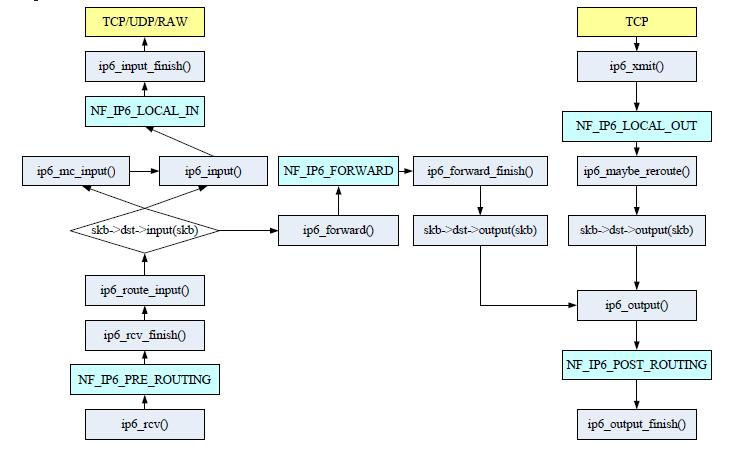 TCP/UDP/RAW
TCP
ip6_input_finish()
ip6_xmit()
NF_IP6_LOCAL_IN
NF_IP6_LOCAL_OUT
ip6_mc_input()
ip6_input()
NF_IP6_FORWARD
ip6_forward_finish()
ip6_maybe_reroute()
skb->dst->input(skb)
ip6_forward()
skb->dst->output(skb)
skb->dst->output(skb)
ip6_route_input()
ip6_output()
ip6_rcv_finish()
NF_IP6_PRE_ROUTING
NF_IP6_POST_ROUTING
ip6_rcv()
ip6_output_finish()